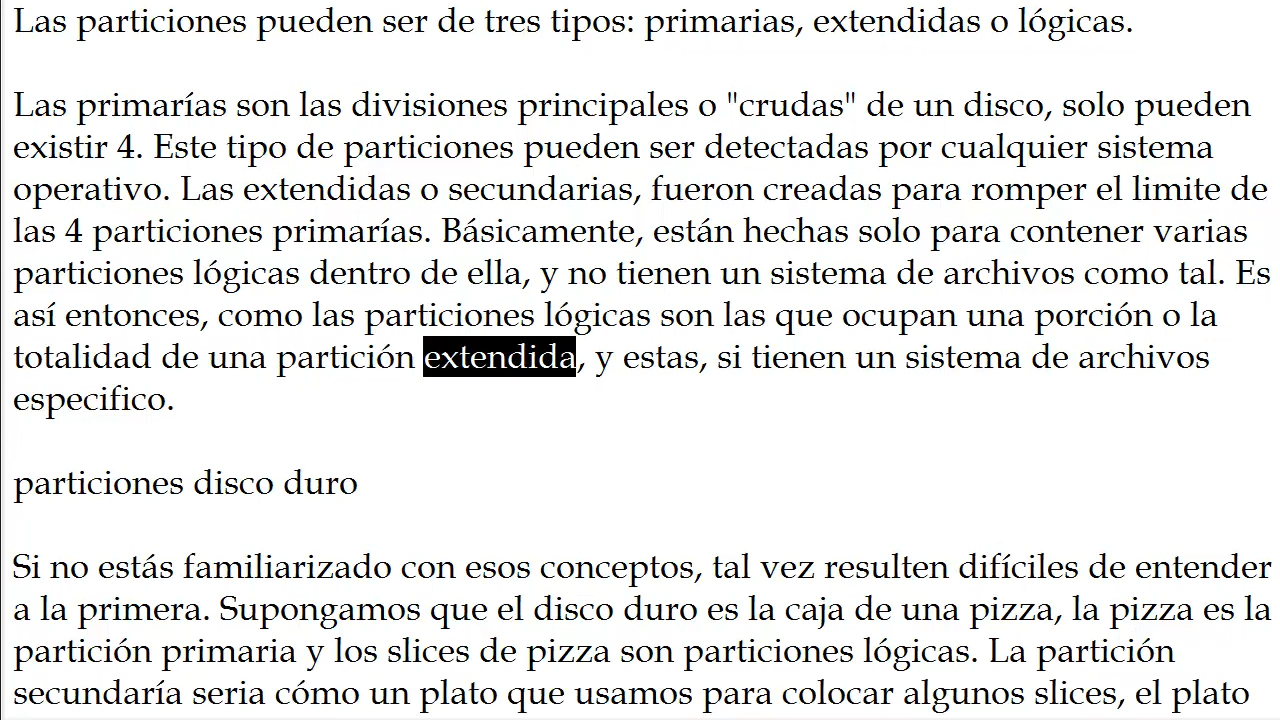 Las particiones pueden ser de tres tipos: primarias, extendidas o lógicas.
Las primarías son las divisiones principales o "crudas" de un disco, solo pueden
existir 4. Este tipo de particiones pueden ser detectadas por cualquier sistema
operativo. Las extendidas o secundarias, fueron creadas para romper el limite de
las 4 particiones primarías. Básicamente, están hechas solo para contener varias
particiones lógicas dentro de ella, y no tienen un sistema de archivos como tal. Es
así entonces, como las particiones lógicas son las que ocupan una porción o la
totalidad de una partición extendida, y estas, si tienen un sistema de archivos
especifico.
particiones disco duro
Si no estás familiarizado con esos conceptos, tal vez resulten difíciles de entender
a la primera. Supongamos que el disco duro es la caja de una pizza, la pizza es la
partición primaria y los slices de pizza son particiones lógicas. La partición
secundaría seria cómo un plato que usamos para colocar algunos slices, el plato